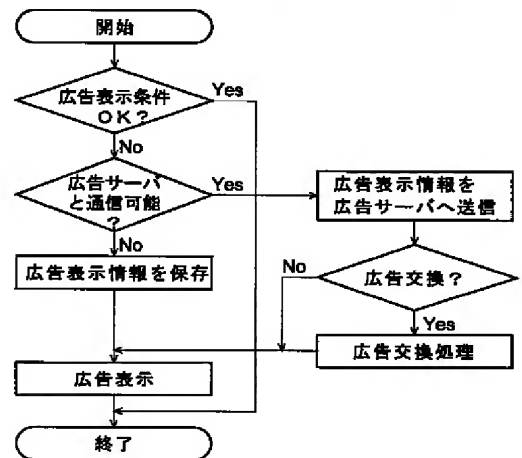 開始
広告表示条件
ＯＫ？
Yes
No
広告サーバ
と通信可能
？
Yes
No
広告表示情報を
広告サーバへ送信
広告表示情報を保存
広告交換？
No
Yes
広告交換処理
広告表示
終了